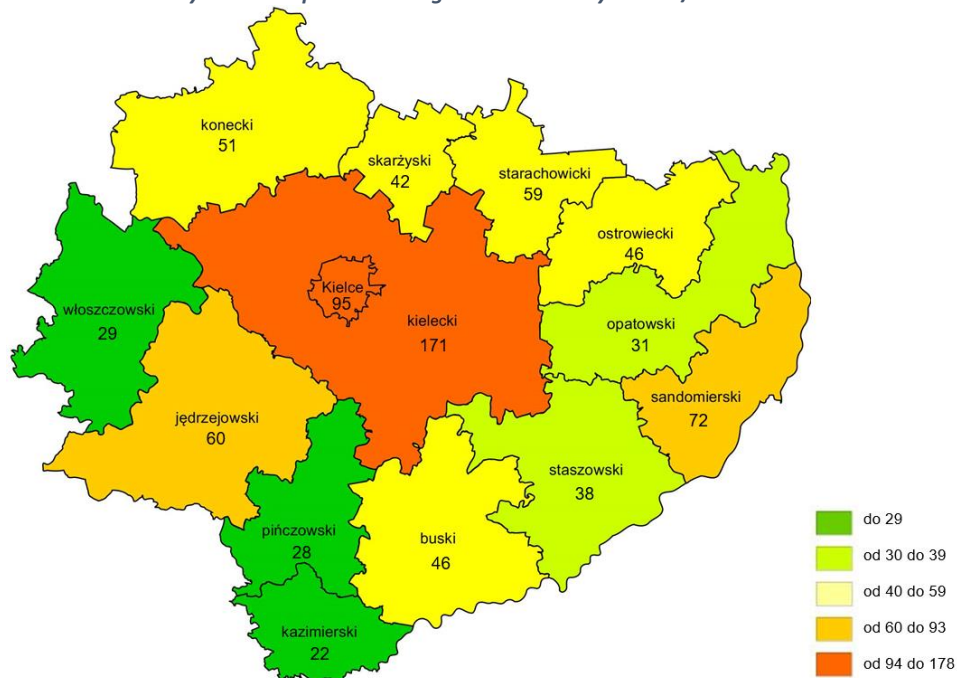 konecki
51
skarżyski
42
starachowicki
59
ostrowiecki
46
Kielce
95
włoszczowski
29
kielecki
171
opatowski
31
sandomierski
72
jędrzejowski
60
staszowski
38
pińczowski
28
buski
46
kazimierski
22
do 29
od 30 do 39
od 40 do 59
od 60 do 93
od 94 do 178